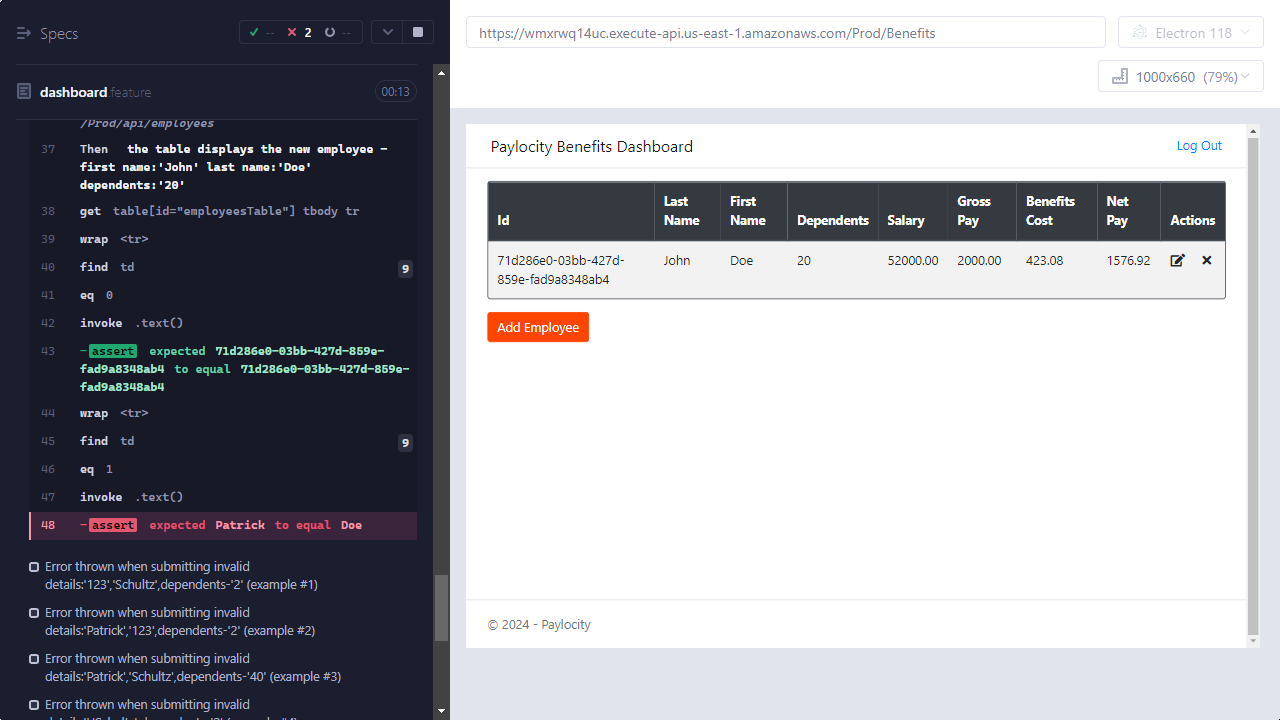 Specs
--
2
--
dashboard.feature
00:13
/Prod/api/employees
37 Then the table displays the new employee -
first name:'John' last name:'Doe'
dependents:'20'
38 get table[id="employeesTable"] tbody tr
39 wrap <tr>
40 find td 9
41 eq 0
42 invoke .text()
43 -assert expected 71d286e0-03bb-427d-859e-
fad9a8348ab4 to equal 71d286e0-03bb-427d-859e-
fad9a8348ab4
44 wrap <tr>
45 find td 9
46 eq 1
47 invoke .text()
48 -assert expected Patrick to equal Doe
Error thrown when submitting invalid
details:'123','Schultz',dependents-'2' (example #1)
Error thrown when submitting invalid
details:'Patrick','123',dependents-'2' (example #2)
Error thrown when submitting invalid
details:'Patrick','Schultz',dependents-'40' (example #3)
Error thrown when submitting invalid
https://wmxrwq14uc.execute-api.us-east-1.amazonaws.com/Prod/Benefits
Electron 118
1000x660 (79%)
Paylocity Benefits Dashboard
Log Out
Id Last Name First Name Dependents Salary Gross Pay Benefits Cost Net Pay Actions
71d286e0-03bb-427d- John Doe 20 52000.00 2000.00 423.08 1576.92
859e-fad9a8348ab4
Add Employee
© 2024 - Paylocity